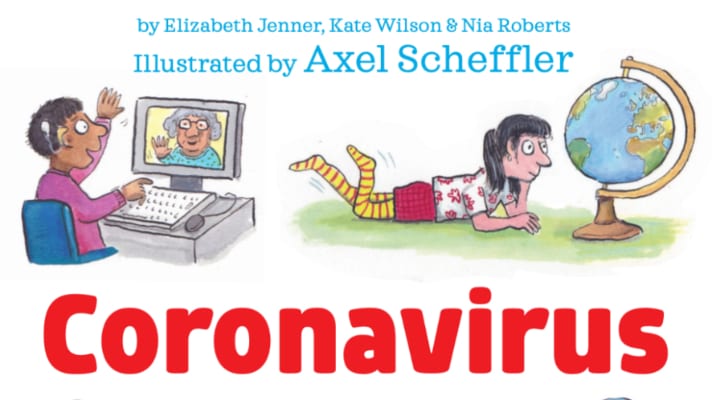 by Elizabeth Jenner, Kate Wilson & Nia Roberts
Illustrated by Axel Scheffler
Coronavirus